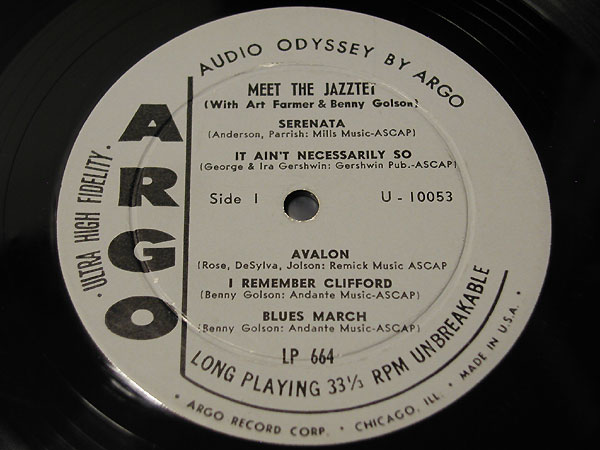 AUDIO ODYSSEY BY ARGO
MEET THE JAZZTET
(With Art Farmer & Benny Golson)
SERENATA
(Anderson, Parrish: Mills Music-ASCAP)
IT AIN'T NECESSARILY SO
(George & Ira Gershwin: Gershwin Pub.-ASCAP)
Side 1
U - 10053
AVALON
(Rose, DeSylva, Jolson: Remick Music ASCAP
I REMEMBER CLIFFORD
(Benny Golson: Andante Music-ASCAP)
BLUES MARCH
(Benny Golson: Andante Music-ASCAP)
LP 664
ARGO
• ULTRA HIGH FIDELITY •
LONG PLAYING 33⅓ RPM UNBREAKABLE
• ARGO RECORD CORP. • CHICAGO, ILL. • MADE IN U.S.A. •